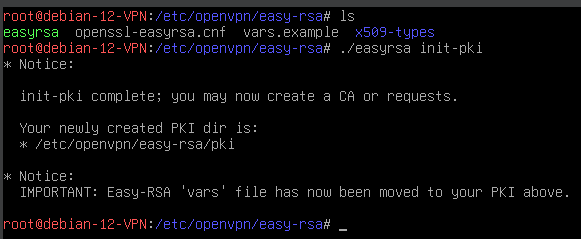 root@debian-12-VPN:/etc/openvpn/easy-rsa# ls
easyrsa openssl-easyrsa.cnf vars.example x509-types
root@debian-12-VPN:/etc/openvpn/easy-rsa# ./easyrsa init-pki
* Notice:
init-pki complete; you may now create a CA or requests.
Your newly created PKI dir is:
* /etc/openvpn/easy-rsa/pki
* Notice:
IMPORTANT: Easy-RSA 'vars' file has now been moved to your PKI above.
root@debian-12-VPN:/etc/openvpn/easy-rsa# _